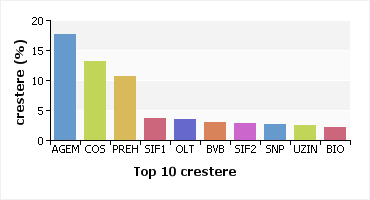 crestere (%)
20
15
10
5
0
AGEM COS PREH SIF1 OLT BVB SIF2 SNP UZIN BIO
Top 10 crestere